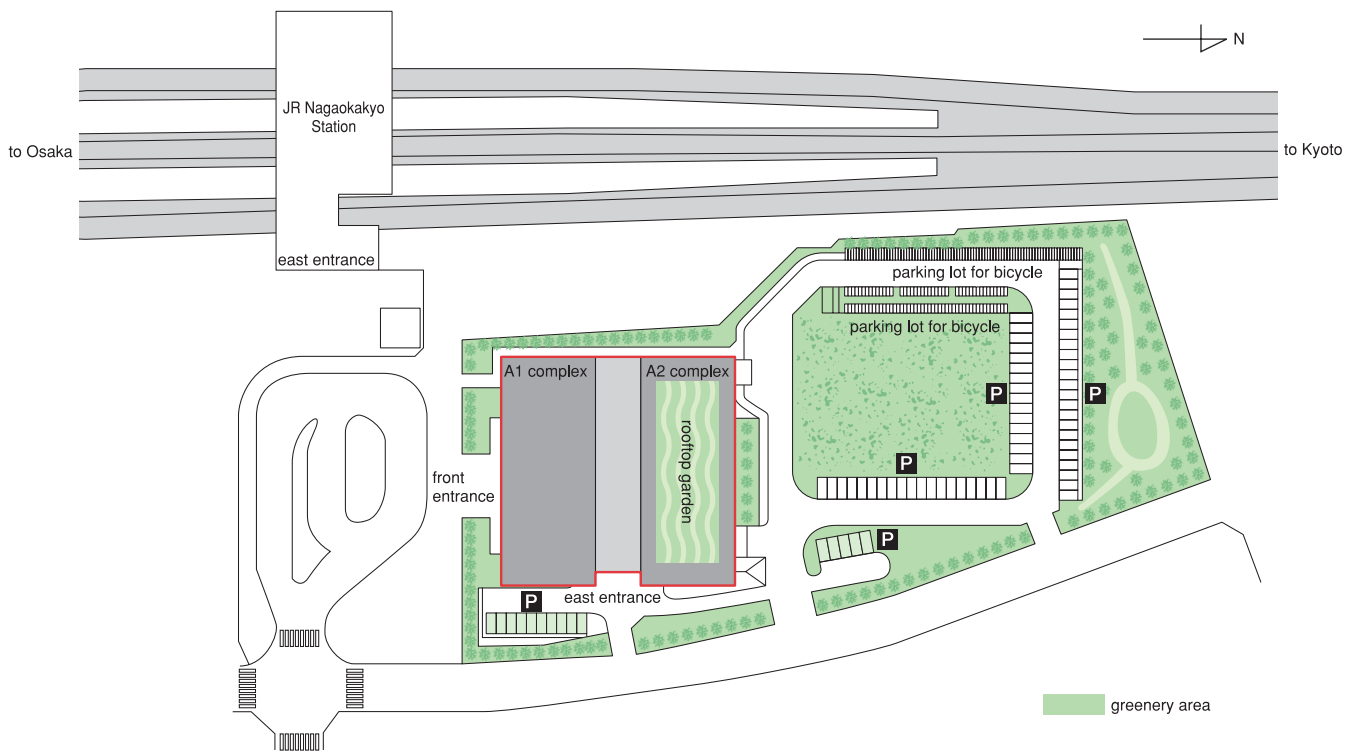 N
JR Nagaokakyo
Station
to Osaka
to Kyoto
east entrance
parking lot for bicycle
parking lot for bicycle
A1 complex
A2 complex
rooftop garden
P
P
P
front
entrance
P
east entrance
P
greenery area